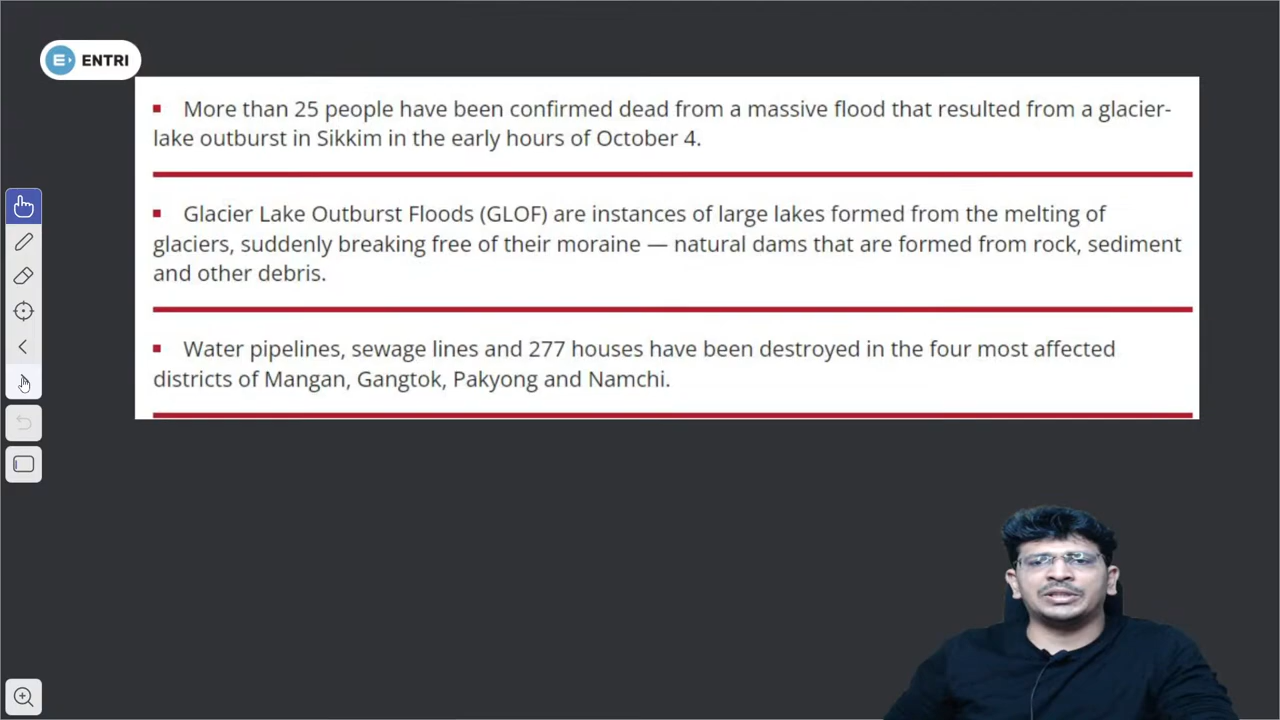 E ENTRI
More than 25 people have been confirmed dead from a massive flood that resulted from a glacier-
lake outburst in Sikkim in the early hours of October 4.
Glacier Lake Outburst Floods (GLOF) are instances of large lakes formed from the melting of
glaciers, suddenly breaking free of their moraine — natural dams that are formed from rock, sediment
and other debris.
Water pipelines, sewage lines and 277 houses have been destroyed in the four most affected
districts of Mangan, Gangtok, Pakyong and Namchi.